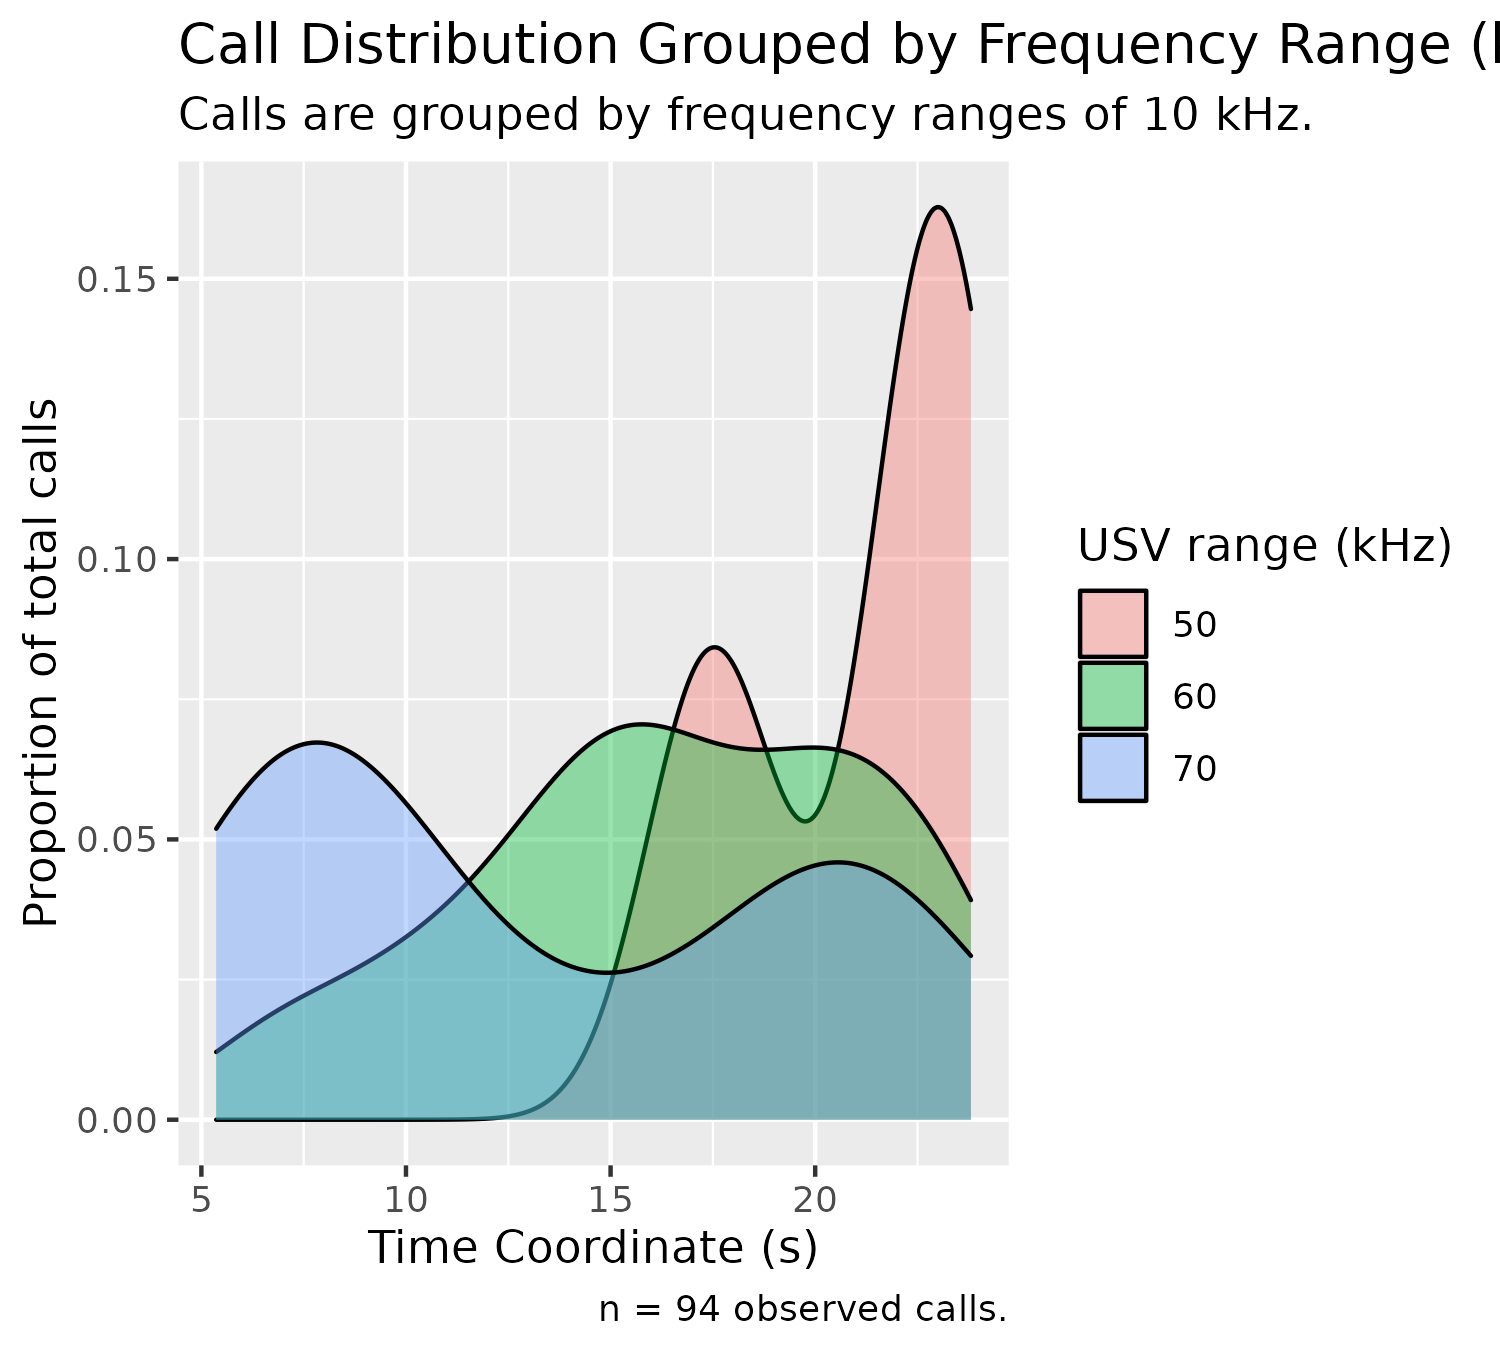 Call Distribution Grouped by Frequency Range (
Calls are grouped by frequency ranges of 10 kHz.
Proportion of total calls
0.15
0.10
0.05
0.00
5 10 15 20
Time Coordinate (s)
n = 94 observed calls.
USV range (kHz)
50
60
70